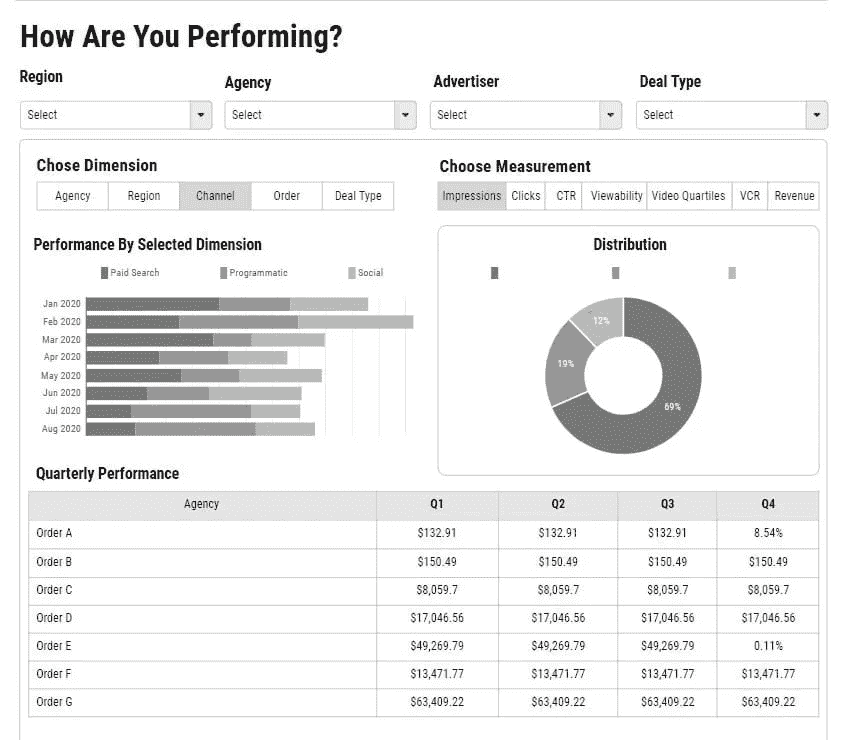 How Are You Performing?
Region Agency Advertiser Deal Type
Select Select Select Select
Chose Dimension
Agency Region Channel Order Deal Type
Choose Measurement
Impressions Clicks CTR Viewability Video Quartiles VCR Revenue
Performance By Selected Dimension
Paid Search Programmatic Social
Jan 2020
Feb 2020
Mar 2020
Apr 2020
May 2020
Jun 2020
Jul 2020
Aug 2020
Distribution
12%
19%
69%
Quarterly Performance
Agency Q1 Q2 Q3 Q4
Order A $132.91 $132.91 $132.91 8.54%
Order B $150.49 $150.49 $150.49 $150.49
Order C $8,059.7 $8,059.7 $8,059.7 $8,059.7
Order D $17,046.56 $17,046.56 $17,046.56 $17,046.56
Order E $49,269.79 $49,269.79 $49,269.79 0.11%
Order F $13,471.77 $13,471.77 $13,471.77 $13,471.77
Order G $63,409.22 $63,409.22 $63,409.22 $63,409.22